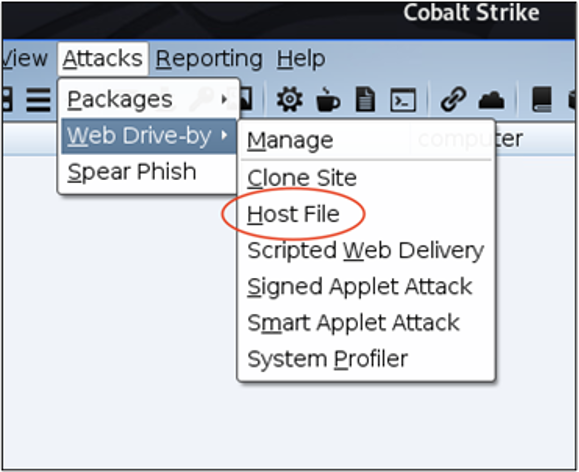 Cobalt Strike
View Attacks Reporting Help
Packages
Web Drive-by
Spear Phish
computer
Manage
Clone Site
Host File
Scripted Web Delivery
Signed Applet Attack
Smart Applet Attack
System Profiler